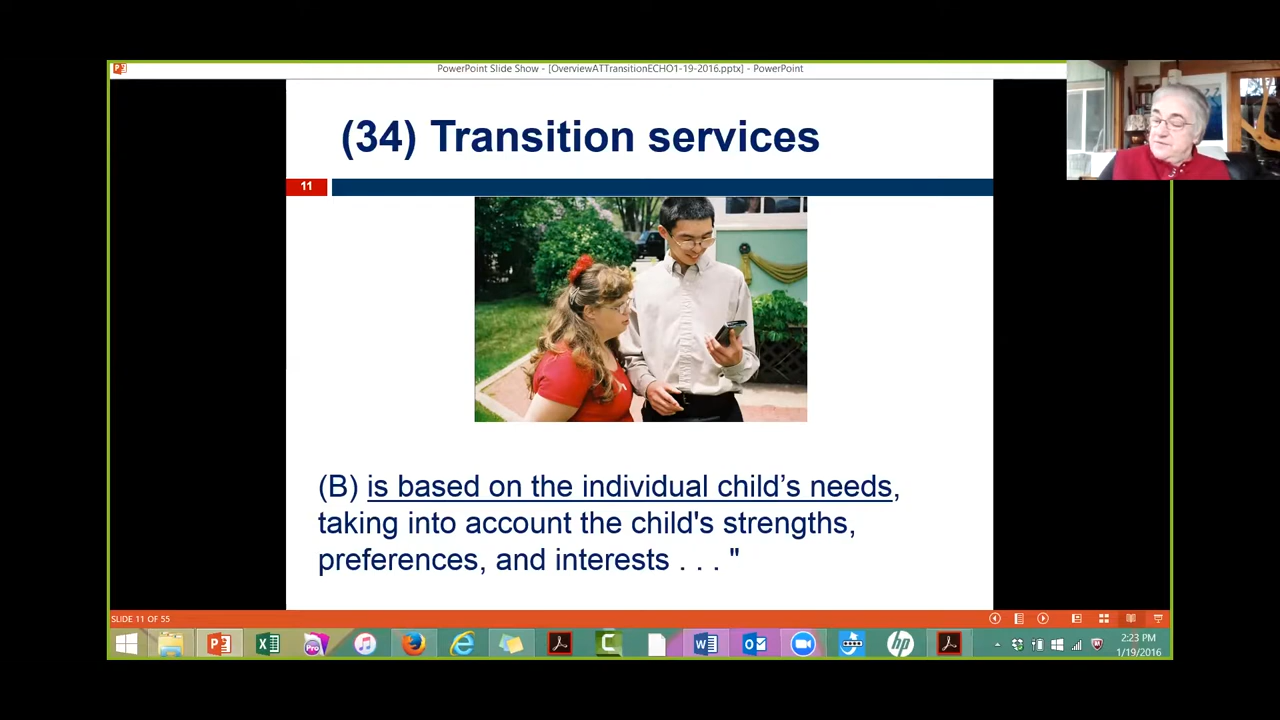 PowerPoint Slide Show - [OverviewATTransitionECHO1-19-2016.pptx] - PowerPoint
(34) Transition services
11
(B) is based on the individual child’s needs,
taking into account the child's strengths,
preferences, and interests . . . "
SLIDE 11 OF 55
Pro
hp
2:23 PM
1/19/2016